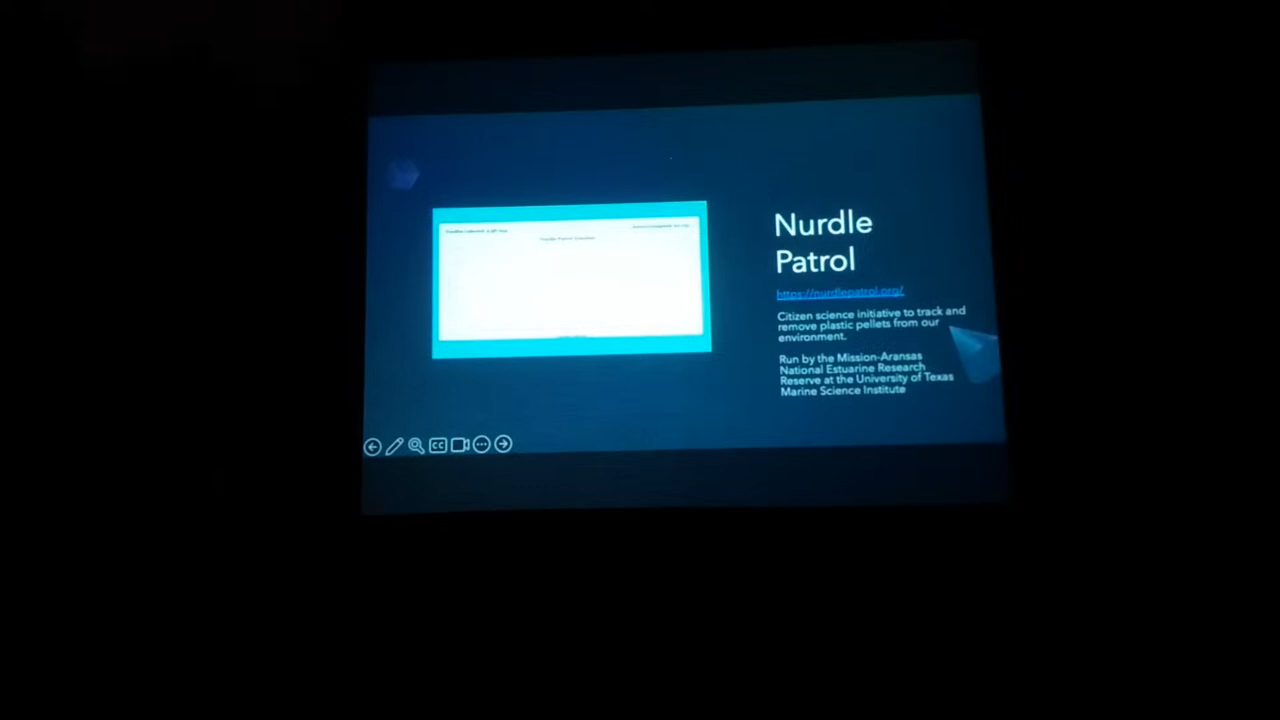 Nurdle
Patrol
https://nurdlepatrol.org/
Citizen science initiative to track and
remove plastic pellets from our
environment.
Run by the Mission-Aransas
National Estuarine Research
Reserve at the University of Texas
Marine Science Institute
CC